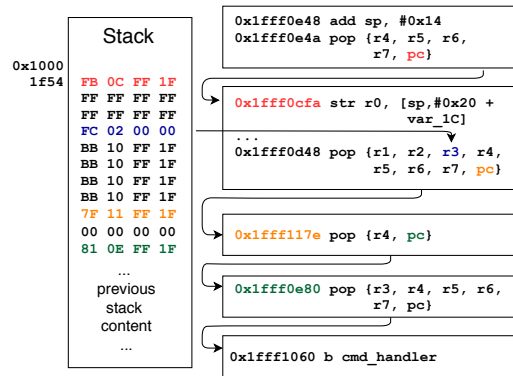 Stack
0x1000
1f54
FB 0C FF 1F
FF FF FF FF
FF FF FF FF
FC 02 00 00
BB 10 FF 1F
BB 10 FF 1F
BB 10 FF 1F
BB 10 FF 1F
7F 11 FF 1F
00 00 00 00
81 0E FF 1F
...
previous
stack
content
...
0x1fff0e48 add sp, #0x14
0x1fff0e4a pop {r4, r5, r6,
r7, pc}
0x1fff0cfa str r0, [sp,#0x20 +
var_1C]
...
0x1fff0d48 pop {r1, r2, r3, r4,
r5, r6, r7, pc}
0x1fff117e pop {r4, pc}
0x1fff0e80 pop {r3, r4, r5, r6,
r7, pc}
0x1fff1060 b cmd_handler